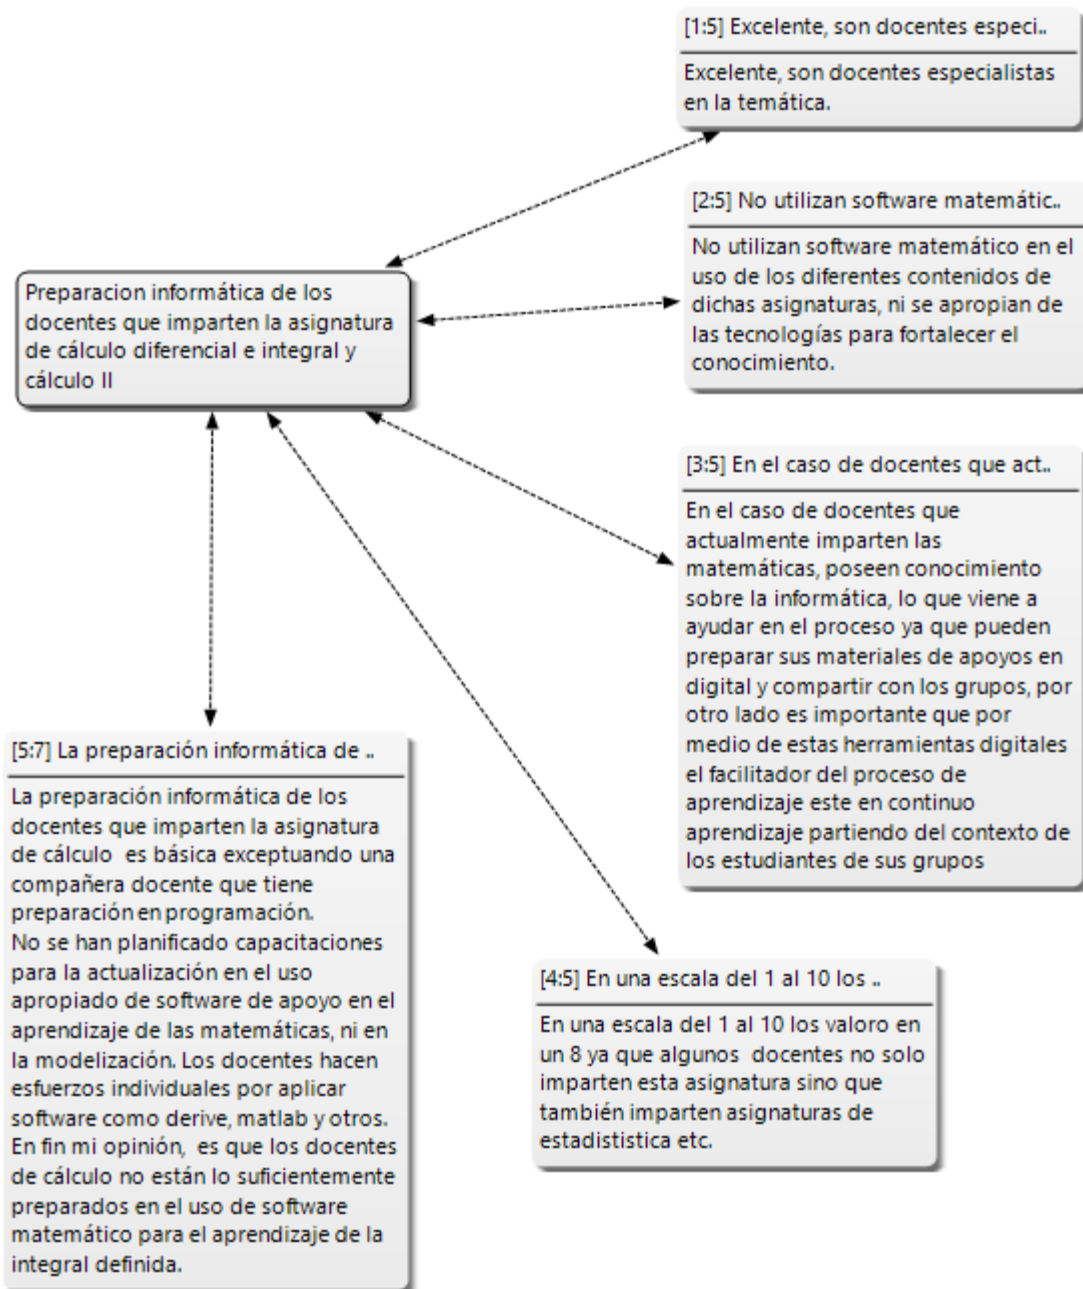 [1:5] Excelente, son docentes especi..
Excelente, son docentes especialistas
en la temática.
[2:5] No utilizan software matemátic..
No utilizan software matemático en el
uso de los diferentes contenidos de
dichas asignaturas, ni se apropian de
las tecnologías para fortalecer el
conocimiento.
Preparacion informática de los
docentes que imparten la asignatura
de cálculo diferencial e integral y
cálculo II
[3:5] En el caso de docentes que act..
En el caso de docentes que
actualmente imparten las
matemáticas, poseen conocimiento
sobre la informática, lo que viene a
ayudar en el proceso ya que pueden
preparar sus materiales de apoyos en
digital y compartir con los grupos, por
otro lado es importante que por
medio de estas herramientas digitales
el facilitador del proceso de
aprendizaje este en continuo
aprendizaje partiendo del contexto de
los estudiantes de sus grupos
[5:7] La preparación informática de ..
La preparación informática de los
docentes que imparten la asignatura
de cálculo  es básica exceptuando una
compañera docente que tiene
preparación en programación.
No se han planificado capacitaciones
para la actualización en el uso
apropiado de software de apoyo en el
aprendizaje de las matemáticas, ni en
la modelización. Los docentes hacen
esfuerzos individuales por aplicar
software como derive, matlab y otros.
En fin mi opinión,  es que los docentes
de cálculo no están lo suficientemente
preparados en el uso de software
matemático para el aprendizaje de la
integral definida.
[4:5] En una escala del 1 al 10 los ..
En una escala del 1 al 10 los valoro en
un 8 ya que algunos  docentes no solo
imparten esta asignatura sino que
también imparten asignaturas de
estadististica etc.